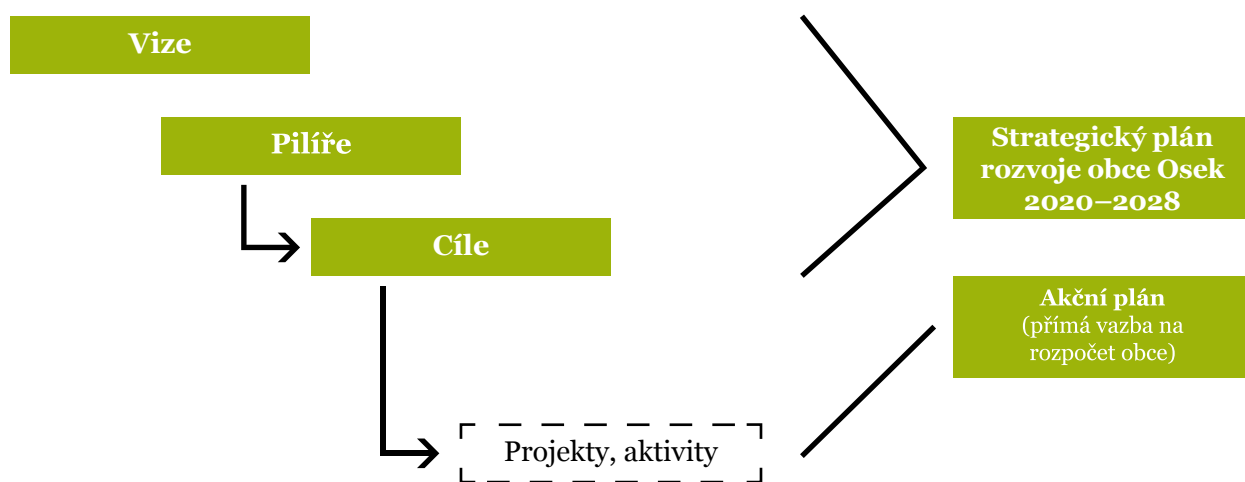 Vize
Pilíře
Cíle
Projekty, aktivity
Strategický plán
rozvoje obce Osek
2020–2028
Akční plán
(přímá vazba na
rozpočet obce)